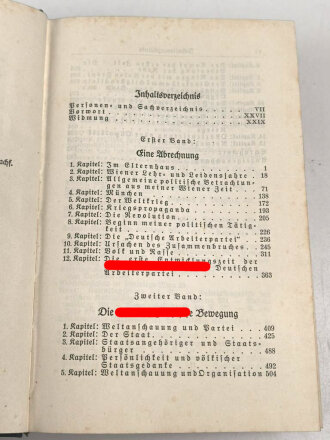 Inhaltsverzeichnis
Personen- und Sachverzeichnis VII
Vorwort XXVII
Widmung XXIX
Erster Band:
Eine Abrechnung
1. Kapitel: Im Elternhaus 1
2. Kapitel: Wiener Lehr- und Leidensjahre 18
3. Kapitel: Allgemeine politische Betrachtungen
aus meiner Wiener Zeit 71
4. Kapitel: München 138
5. Kapitel: Der Weltkrieg 172
6. Kapitel: Kriegspropaganda 193
7. Kapitel: Die Revolution 205
8. Kapitel: Beginn meiner politischen Tätig-
keit 226
9. Kapitel: Die „Deutsche Arbeiterpartei" 236
10. Kapitel: Ursachen des Zusammenbruches 245
11. Kapitel: Volk und Rasse 311
12. Kapitel: Die erste Entwicklungszeit der
Deutschen
Arbeiterpartei 363
Zweiter Band:
Die Bewegung
1. Kapitel: Weltanschauung und Partei 409
2. Kapitel: Der Staat 425
3. Kapitel: Staatsangehöriger und Staats-
bürger 488
4. Kapitel: Persönlichkeit und völkischer
Staatsgedanke 492
5. Kapitel: Weltanschauung und Organisation 504